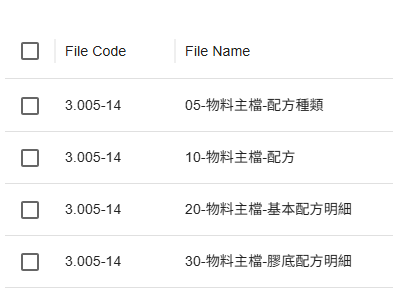 File Code File Name
3.005-14 05-物料主檔-配方種類
3.005-14 10-物料主檔-配方
3.005-14 20-物料主檔-基本配方明細
3.005-14 30-物料主檔-膠底配方明細